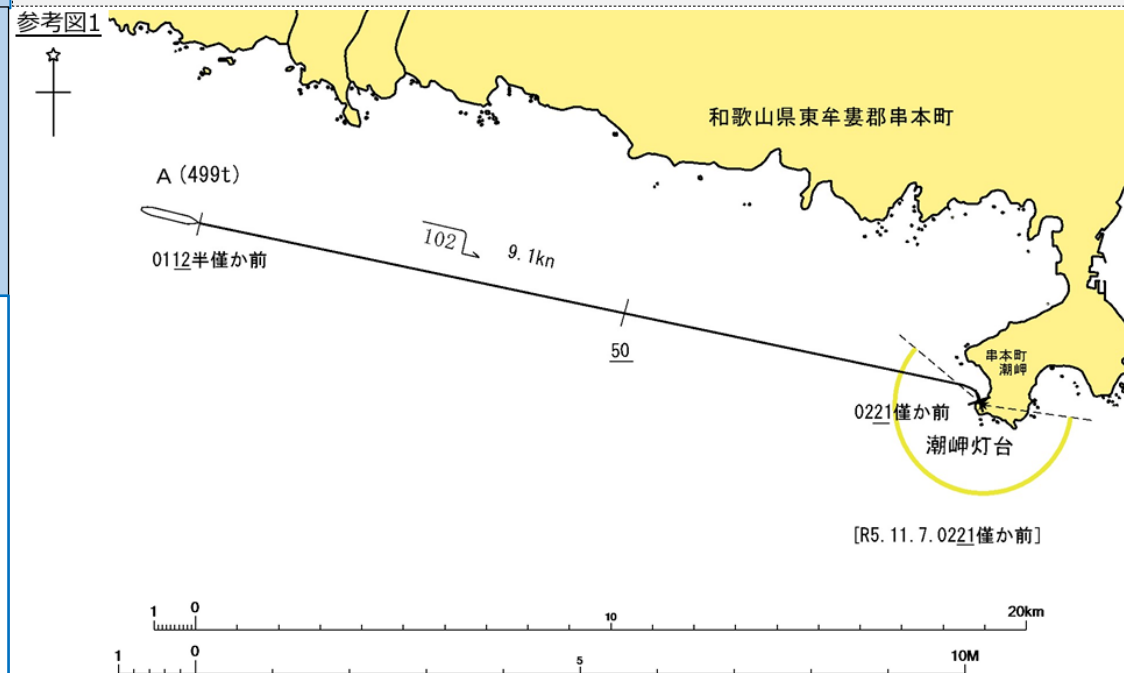 参考図1
和歌山県東牟婁郡串本町
A (499t)
102
9.1kn
0112半僅か前
50
串本町
潮岬
0221僅か前
潮岬灯台
[R5.11.7.0221僅か前]
1 0 10 20km
1 0 5 10M